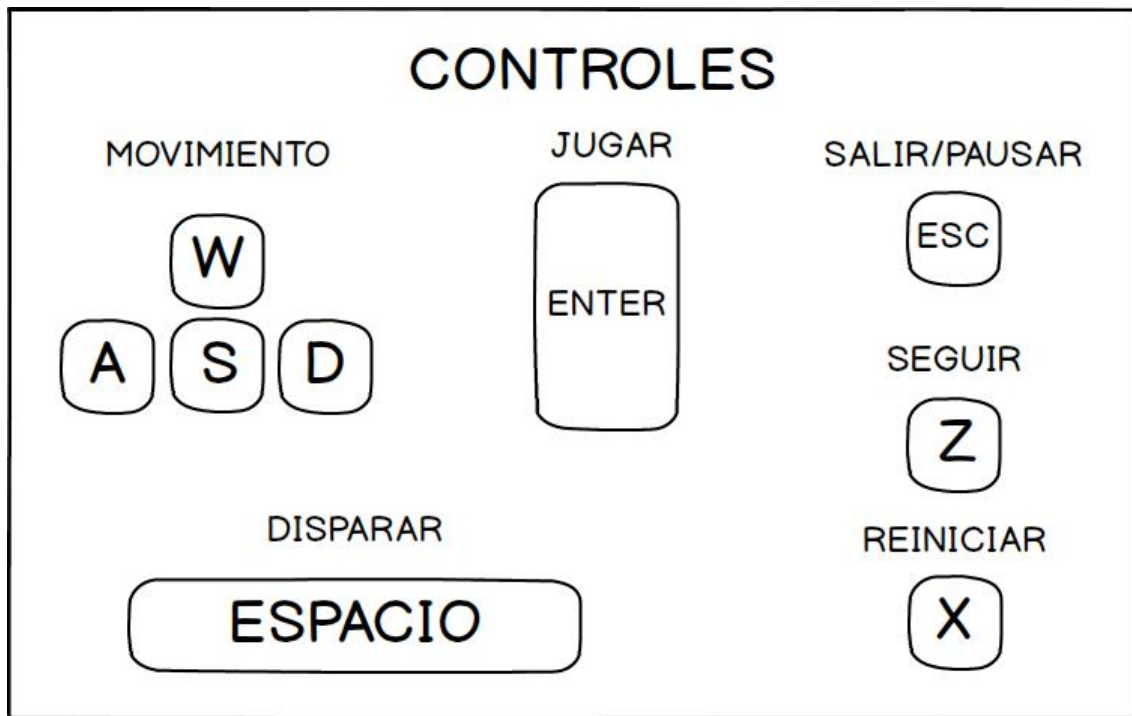 CONTROLES
MOVIMIENTO
W
A S D
JUGAR
ENTER
SALIR/PAUSAR
ESC
SEGUIR
Z
DISPARAR
ESPACIO
REINICIAR
X